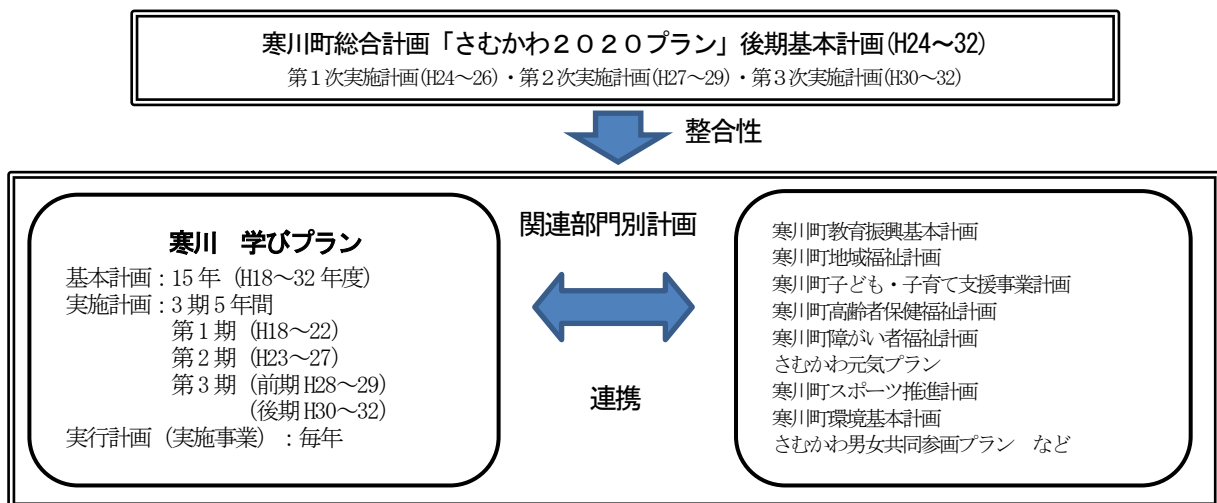 寒川町総合計画「さむかわ２０２０プラン」後期基本計画(H24～32)
第１次実施計画(H24～26)・第２次実施計画(H27～29)・第３次実施計画(H30～32)
整合性
寒川　学びプラン
基本計画：15年（H18～32年度）
実施計画：3期5年間
第1期（H18～22）
第2期（H23～27）
第3期（前期H28～29）
（後期H30～32）
実行計画（実施事業）：毎年
関連部門別計画
連携
寒川町教育振興基本計画
寒川町地域福祉計画
寒川町子ども・子育て支援事業計画
寒川町高齢者保健福祉計画
寒川町障がい者福祉計画
さむかわ元気プラン
寒川町スポーツ推進計画
寒川町環境基本計画
さむかわ男女共同参画プラン　など